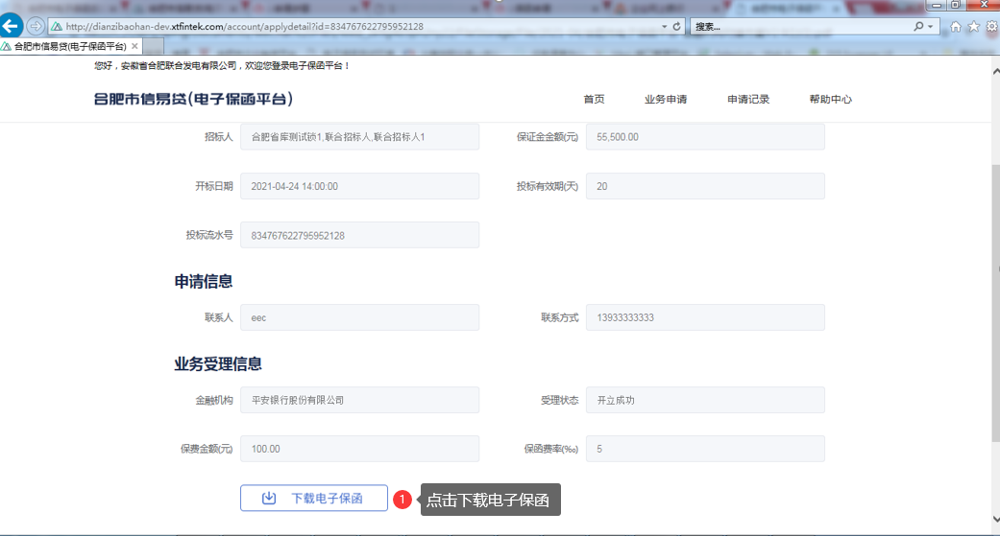 http://dianzibaohan-dev.xtfintek.com/account/applydetail?id=834767622795952128
搜索...
合肥市信易贷(电子保函平台)
您好，安徽省合肥联合发电有限公司，欢迎您登录电子保函平台！
合肥市信易贷(电子保函平台)
首页 业务申请 申请记录 帮助中心
招标人 合肥省库测试锁1,联合招标人,联合招标人1 保证金金额(元) 55,500.00
开标日期 2021-04-24 14:00:00 投标有效期(天) 20
投标流水号 834767622795952128
申请信息
联系人 eec 联系方式 13933333333
业务受理信息
金融机构 平安银行股份有限公司 受理状态 开立成功
保费金额(元) 100.00 保函费率(‰) 5
下载电子保函 1 点击下载电子保函